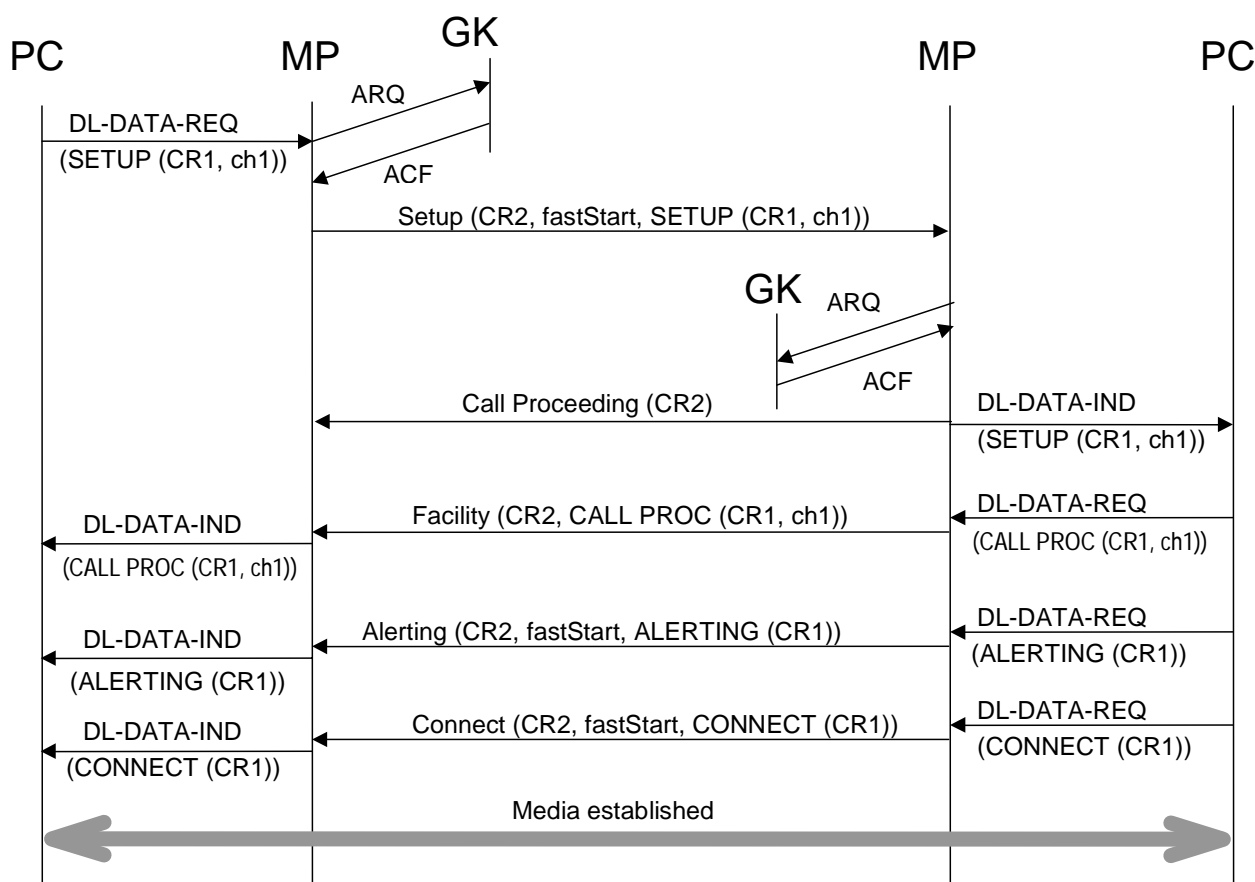 GK
PC
MP
MP
PC
ARQ
DL-DATA-REQ
(SETUP (CR1, ch1))
ACF
Setup (CR2, fastStart, SETUP (CR1, ch1))
GK
ARQ
ACF
Call Proceeding (CR2)
DL-DATA-IND
(SETUP (CR1, ch1))
DL-DATA-REQ
(CALL PROC (CR1, ch1))
Facility (CR2, CALL PROC (CR1, ch1))
DL-DATA-IND
(CALL PROC (CR1, ch1))
DL-DATA-REQ
(ALERTING (CR1))
Alerting (CR2, fastStart, ALERTING (CR1))
DL-DATA-IND
(ALERTING (CR1))
DL-DATA-REQ
(CONNECT (CR1))
Connect (CR2, fastStart, CONNECT (CR1))
DL-DATA-IND
(CONNECT (CR1))
Media established